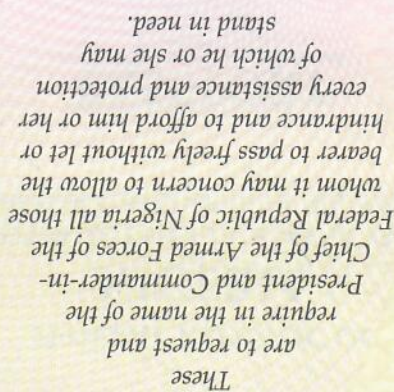 These
are to request and
require in the name of the
President and Commander-in-
Chief of the Armed Forces of the
Federal Republic of Nigeria all those
whom it may concern to allow the
bearer to pass freely without let or
hindrance and to afford him or her
every assistance and protection
of which he or she may
stand in need.